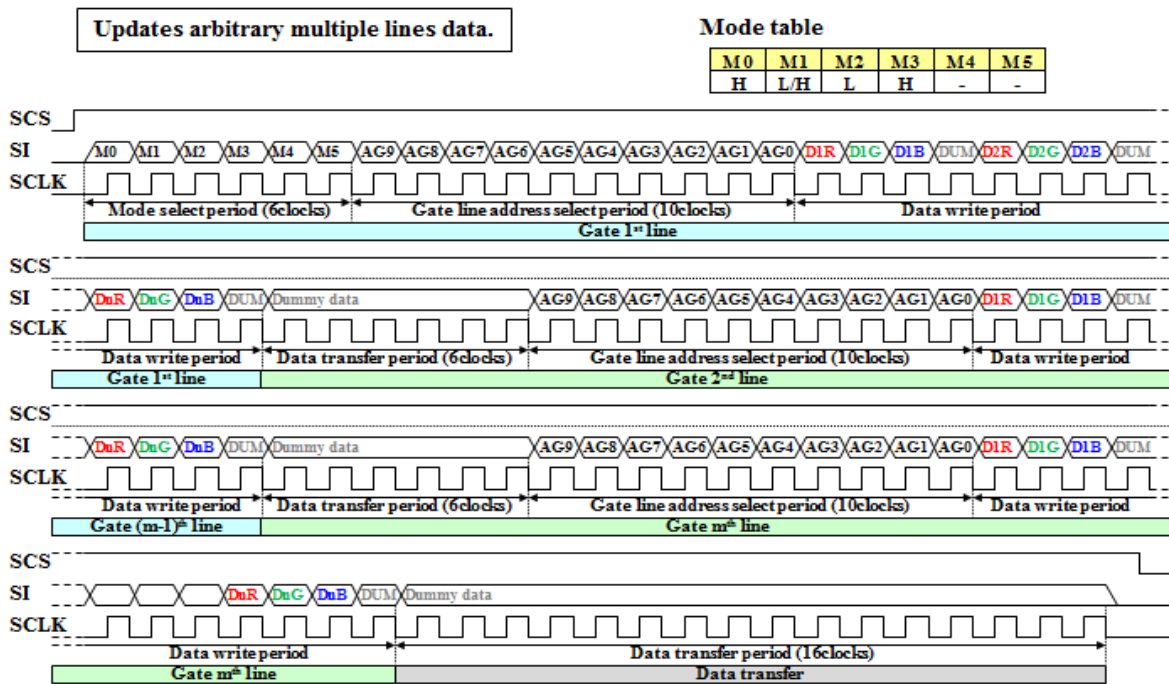 Updates arbitrary multiple lines data.
Mode table
M0 M1 M2 M3 M4 M5
H L/H L H - -
SCS
SI M0 M1 M2 M3 M4 M5 AG9 AG8 AG7 AG6 AG5 AG4 AG3 AG2 AG1 AG0 D1R D1G D1B DUM D2R D2G D2B DUM
SCLK
Mode select period (6clocks) Gate line address select period (10clocks) Data write period
Gate 1st line
SCS
SI DnR DnG DnB DUM Dummy data AG9 AG8 AG7 AG6 AG5 AG4 AG3 AG2 AG1 AG0 D1R D1G D1B DUM
SCLK
Data write period Data transfer period (6clocks) Gate line address select period (10clocks) Data write period
Gate 1st line Gate 2nd line
SCS
SI DnR DnG DnB DUM Dummy data AG9 AG8 AG7 AG6 AG5 AG4 AG3 AG2 AG1 AG0 D1R D1G D1B DUM
SCLK
Data write period Data transfer period (6clocks) Gate line address select period (10clocks) Data write period
Gate (m-1)th line Gate mth line
SCS
SI DnR DnG DnB DUM Dummy data
SCLK
Data write period Data transfer period (16clocks)
Gate mth line Data transfer